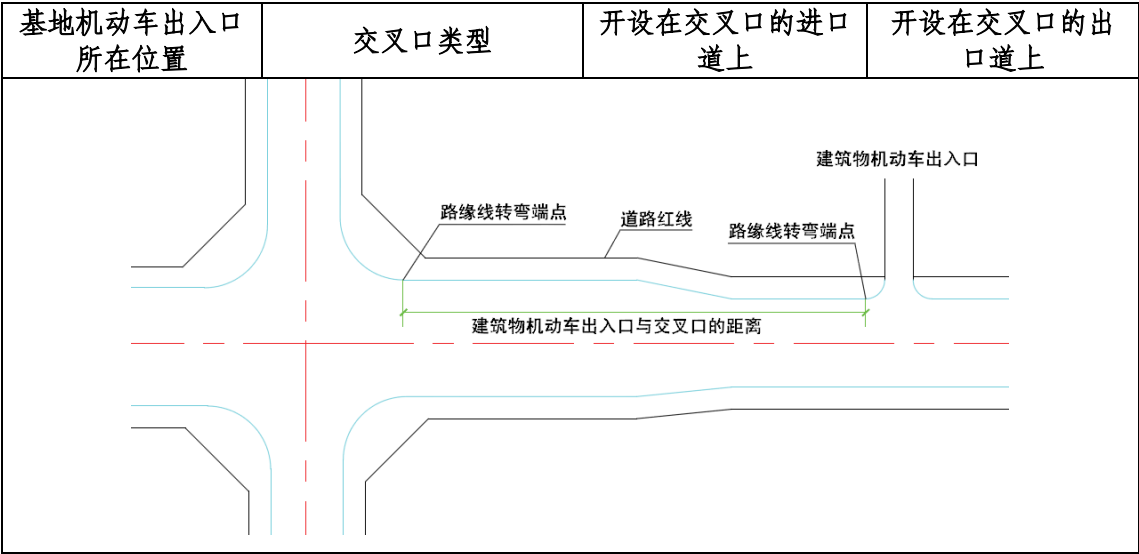 基地机动车出入口
所在位置
交叉口类型
开设在交叉口的进口
道上
开设在交叉口的出
口道上
建筑物机动车出入口
路缘线转弯端点
道路红线
路缘线转弯端点
建筑物机动车出入口与交叉口的距离